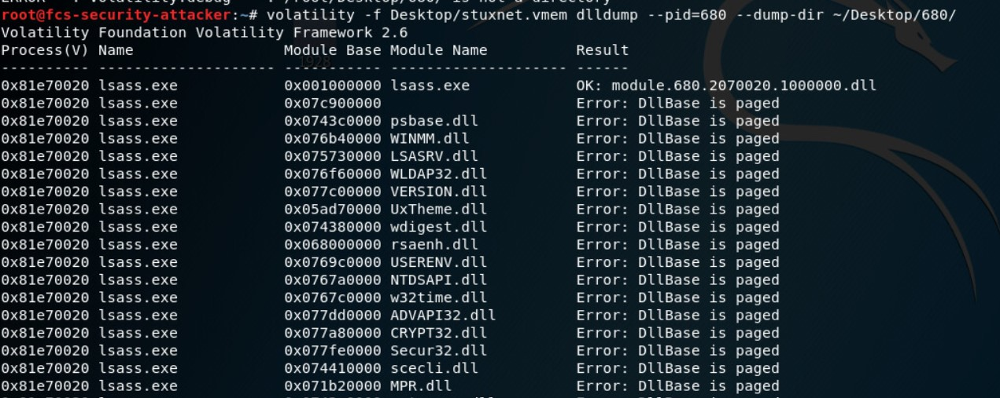 ERROR : volatility.debug : /root/Desktop/680/ is not a directory
root@fcs-security-attacker:~# volatility -f Desktop/stuxnet.vmem dlldump --pid=680 --dump-dir ~/Desktop/680/
Volatility Foundation Volatility Framework 2.6
Process(V) Name Module Base Module Name Result
1928
---------- -------------------- ---------- -------------------- ------
0x81e70020 lsass.exe 0x001000000 lsass.exe OK: module.680.2070020.1000000.dll
0x81e70020 lsass.exe 0x07c900000 Error: DllBase is paged
0x81e70020 lsass.exe 0x0743c0000 psbase.dll Error: DllBase is paged
0x81e70020 lsass.exe 0x076b40000 WINMM.dll Error: DllBase is paged
0x81e70020 lsass.exe 0x075730000 LSASRV.dll Error: DllBase is paged
0x81e70020 lsass.exe 0x076f60000 WLDAP32.dll Error: DllBase is paged
0x81e70020 lsass.exe 0x077c00000 VERSION.dll Error: DllBase is paged
0x81e70020 lsass.exe 0x05ad70000 UxTheme.dll Error: DllBase is paged
0x81e70020 lsass.exe 0x074380000 wdigest.dll Error: DllBase is paged
0x81e70020 lsass.exe 0x068000000 rsaenh.dll Error: DllBase is paged
0x81e70020 lsass.exe 0x0769c0000 USERENV.dll Error: DllBase is paged
0x81e70020 lsass.exe 0x0767a0000 NTDSAPI.dll Error: DllBase is paged
0x81e70020 lsass.exe 0x0767c0000 w32time.dll Error: DllBase is paged
0x81e70020 lsass.exe 0x077dd0000 ADVAPI32.dll Error: DllBase is paged
0x81e70020 lsass.exe 0x077a80000 CRYPT32.dll Error: DllBase is paged
0x81e70020 lsass.exe 0x077fe0000 Secur32.dll Error: DllBase is paged
0x81e70020 lsass.exe 0x074410000 scecli.dll Error: DllBase is paged
0x81e70020 lsass.exe 0x071b20000 MPR.dll Error: DllBase is paged